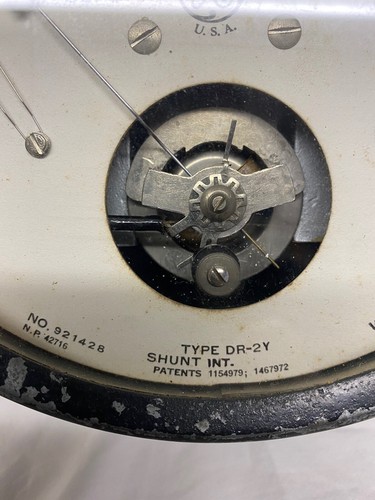 U.S.A.
NO. 921428
N.P. 42716
TYPE DR-2Y
SHUNT INT.
PATENTS 1154979; 1467972